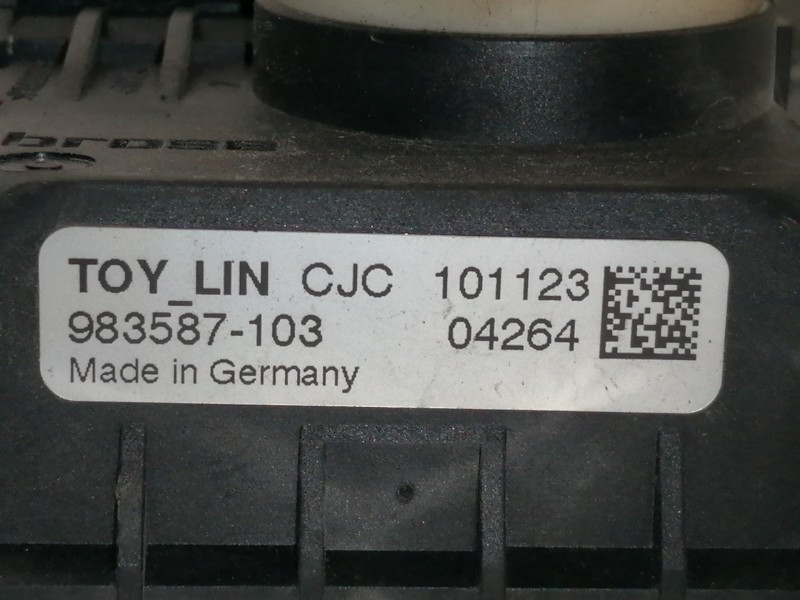 brose
TOY_LIN CJC 101123
983587-103 04264
Made in Germany